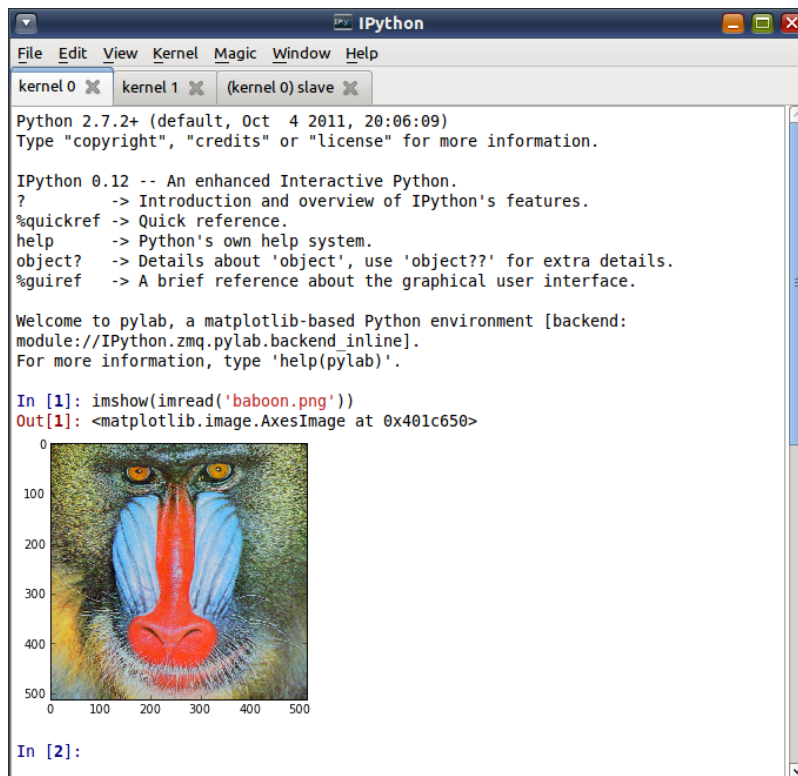 IPy IPython
File Edit View Kernel Magic Window Help
kernel 0 kernel 1 (kernel 0) slave
Python 2.7.2+ (default, Oct  4 2011, 20:06:09)
Type "copyright", "credits" or "license" for more information.
IPython 0.12 -- An enhanced Interactive Python.
?         -> Introduction and overview of IPython's features.
%quickref -> Quick reference.
help      -> Python's own help system.
object?   -> Details about 'object', use 'object??' for extra details.
%guiref   -> A brief reference about the graphical user interface.
Welcome to pylab, a matplotlib-based Python environment [backend:
module://IPython.zmq.pylab.backend_inline].
For more information, type 'help(pylab)'.
In [1]: imshow(imread('baboon.png'))
Out[1]: <matplotlib.image.AxesImage at 0x401c650>
0
100
200
300
400
500
0 100 200 300 400 500
In [2]: